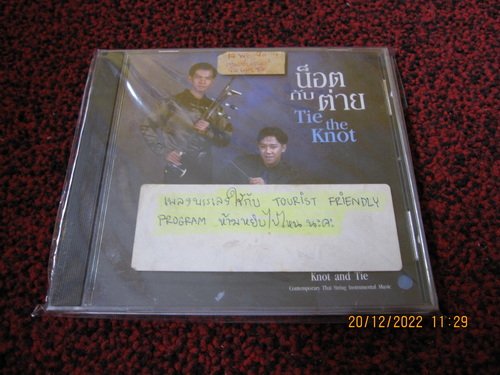 น็อต
กับ
ต่าย
Tie
the
Knot
เพลงบรรเลงใช้กับ TOURIST FRIENDLY
PROGRAM ห้ามหยิบไปไหน นะคะ
Knot and Tie
Contemporary Thai String Instrumental Music
20/12/2022 11:29